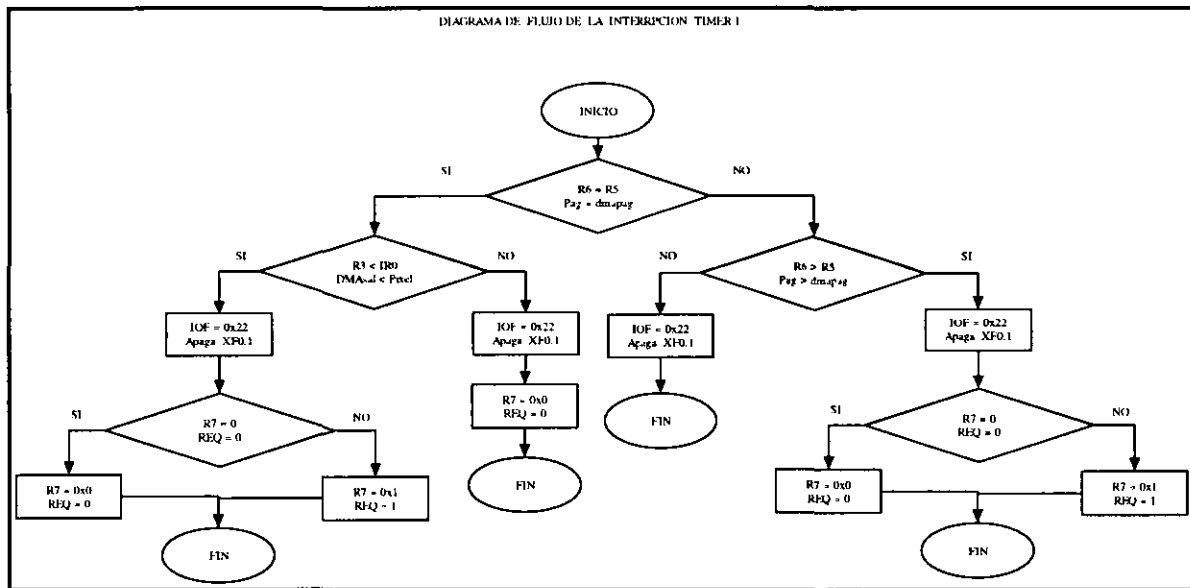 DIAGRAMA DE FLUJO DE LA INTERRPCION TIMER 1
INICIO
SI
NO
R6 = R5
Pag = dmapag
SI
NO
R3 < IR0
DMAsal < Pixel
NO
SI
R6 > R5
Pag > dmapag
IOF = 0x22
Apaga XF0.1
IOF = 0x22
Apaga XF0.1
IOF = 0x22
Apaga XF0.1
IOF = 0x22
Apaga XF0.1
R7 = 0x0
REQ = 0
FIN
SI
NO
R7 = 0
REQ = 0
SI
NO
R7 = 0
REQ = 0
R7 = 0x0
REQ = 0
R7 = 0x1
REQ = 1
FIN
R7 = 0x0
REQ = 0
R7 = 0x1
REQ = 1
FIN
FIN